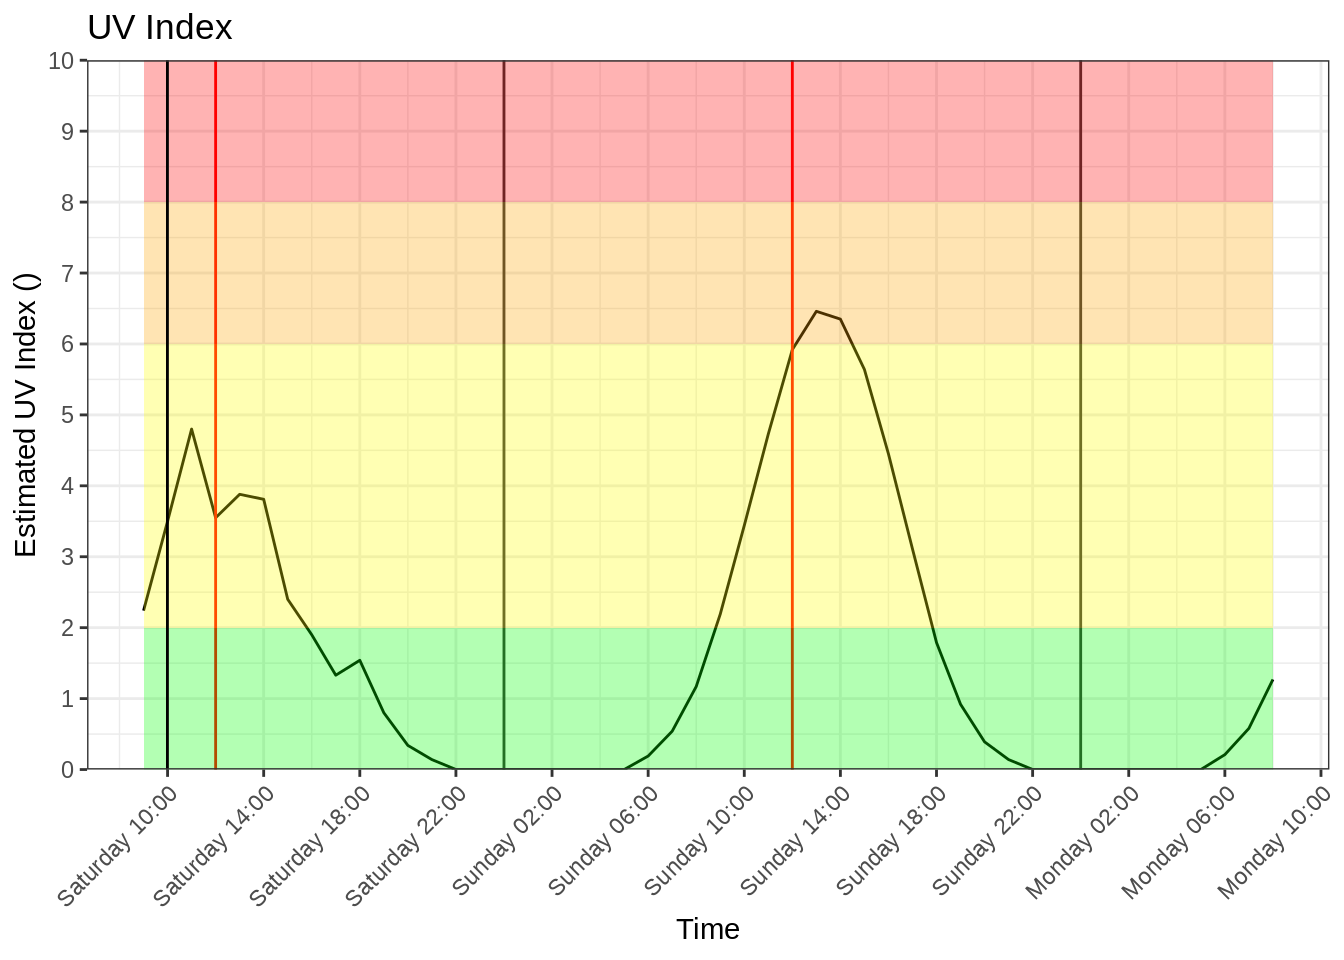 UV Index
Estimated UV Index ()
10
9
8
7
6
5
4
3
2
1
0
Saturday 10:00
Saturday 14:00
Saturday 18:00
Saturday 22:00
Sunday 02:00
Sunday 06:00
Sunday 10:00
Sunday 14:00
Sunday 18:00
Sunday 22:00
Monday 02:00
Monday 06:00
Monday 10:00
Time